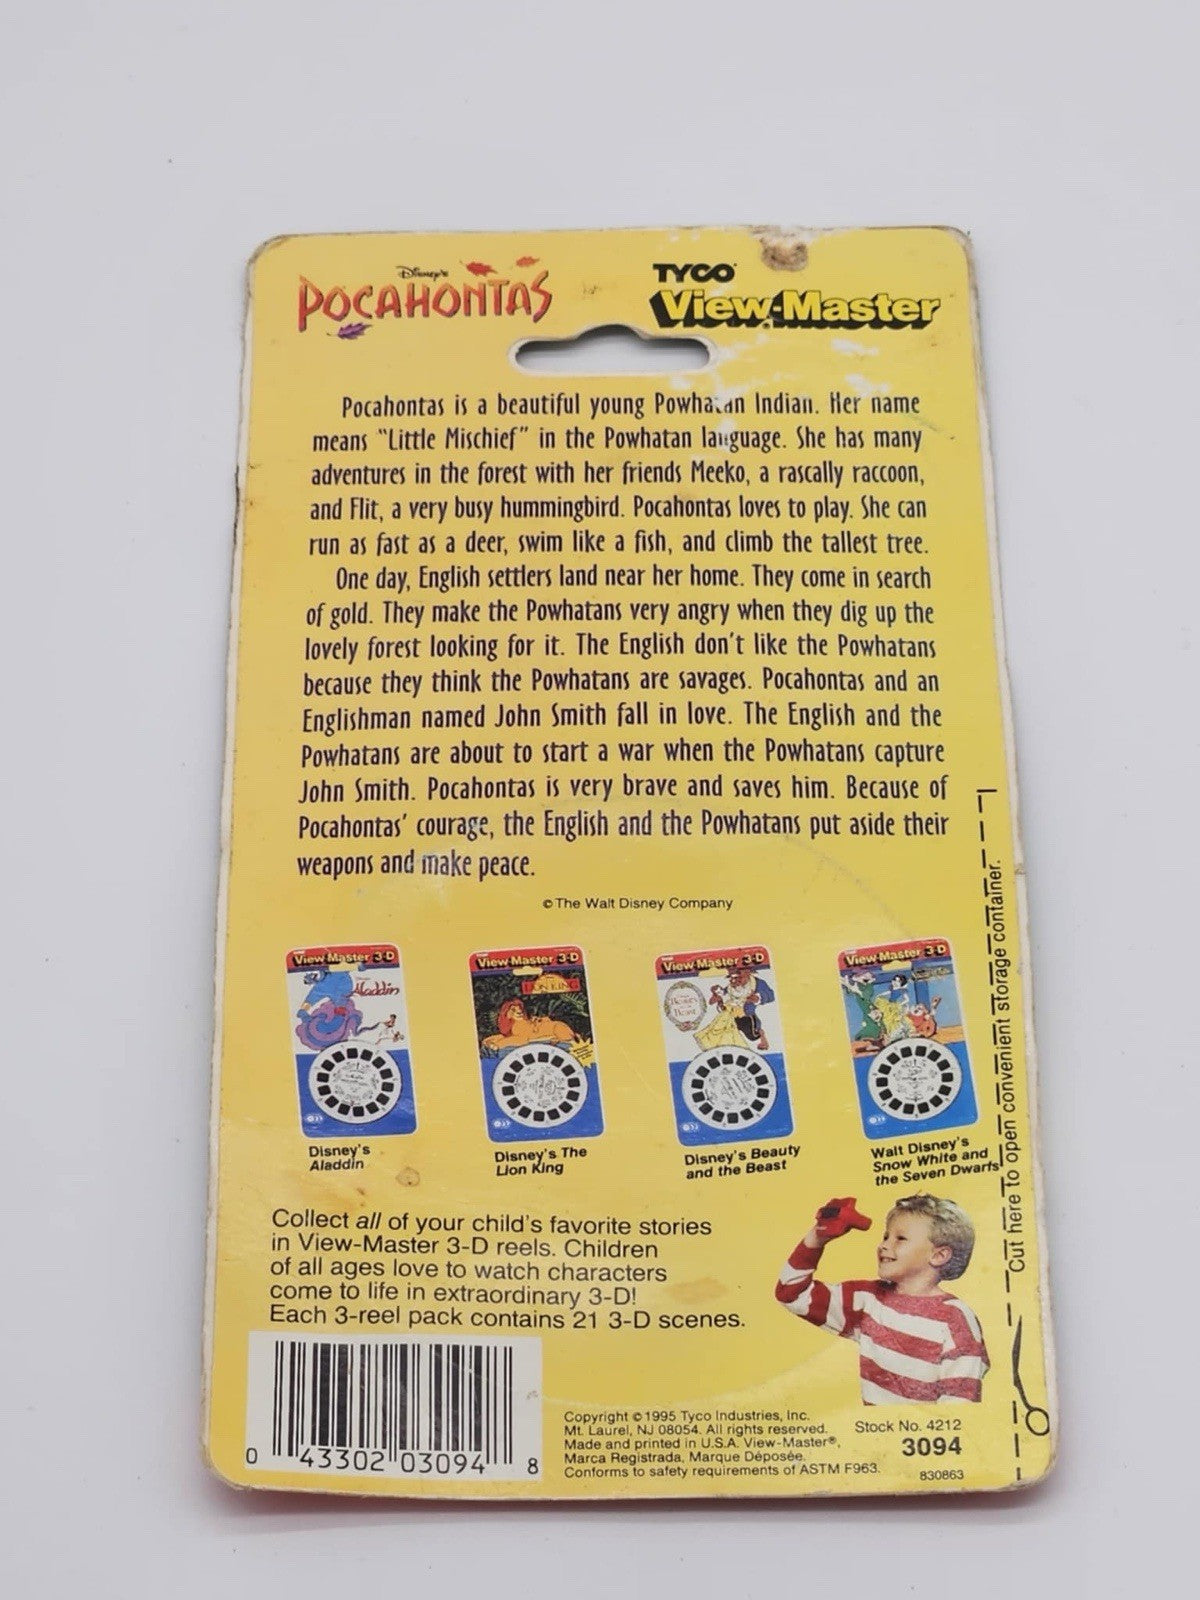 Disney's
POCAHONTAS
TYCO
View-Master
Pocahontas is a beautiful young Powhatan Indian. Her name
means "Little Mischief" in the Powhatan language. She has many
adventures in the forest with her friends Meeko, a rascally raccoon,
and Flit, a very busy hummingbird. Pocahontas loves to play. She can
run as fast as a deer, swim like a fish, and climb the tallest tree.
One day, English settlers land near her home. They come in search
of gold. They make the Powhatans very angry when they dig up the
lovely forest looking for it. The English don't like the Powhatans
because they think the Powhatans are savages. Pocahontas and an
Englishman named John Smith fall in love. The English and the
Powhatans are about to start a war when the Powhatans capture
John Smith. Pocahontas is very brave and saves him. Because of
Pocahontas' courage, the English and the Powhatans put aside their
weapons and make peace.
© The Walt Disney Company
View-Master 3-D
Aladdin
View-Master 3-D
LION KING
View-Master 3-D
Beauty
Beast
View-Master 3-D
Disney's
Aladdin
Disney's The
Lion King
Disney's Beauty
and the Beast
Walt Disney's
Snow White and
the Seven Dwarfs
Cut here to open convenient storage container.
Collect all of your child's favorite stories
in View-Master 3-D reels. Children
of all ages love to watch characters
come to life in extraordinary 3-D!
Each 3-reel pack contains 21 3-D scenes.
0 43302 03094 8
Copyright © 1995 Tyco Industries, Inc.
Mt. Laurel, NJ 08054. All rights reserved.
Made and printed in U.S.A. View-Master®,
Marca Registrada, Marque Déposée.
Conforms to safety requirements of ASTM F963.
Stock No. 4212
3094
830863